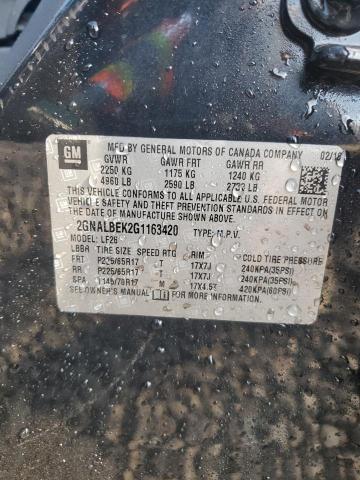 GM
MFD BY GENERAL MOTORS OF CANADA COMPANY 02/16
GVWR GAWR FRT GAWR RR
2250 KG 1175 KG 1240 KG
4960 LB 2590 LB LB
THIS VEHICLE CONFORMS TO ALL APPLICABLE U.S. FEDERAL MOTOR
VEHICLE SAFETY, BUMPER, AND THEFT PREVENTION STANDARDS
IN EFFECT ON THE DATE OF MANUFACTURE SHOWN ABOVE.
2GNALBEK2G1163420 TYPE: M.P.V.
MODEL: LF26
TIRE SIZE SPEED RTG RIM COLD TIRE PRESSURE
FRT P225/65R17 T 17X7J 240KPA(35PSI)
RR P225/65R17 T 17X7J 240KPA(35PSI)
SPA T145/70R17 M 420KPA(60PSI)
SEE OWNER'S MANUAL FOR MORE INFORMATION.